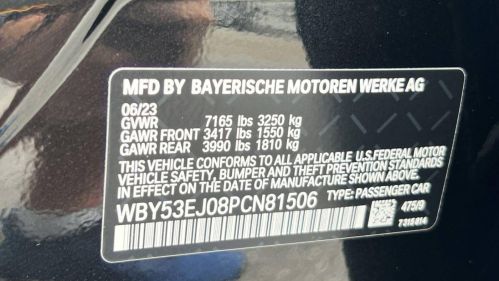 MFD BY BAYERISCHE MOTOREN WERKE AG
06/23
GVWR 7165 lbs 3250 kg
GAWR FRONT 3417 lbs 1550 kg
GAWR REAR 3990 lbs 1810 kg
THIS VEHICLE CONFORMS TO ALL APPLICABLE U.S. FEDERAL MOTOR
VEHICLE SAFETY, BUMPER AND THEFT PREVENTION STANDARDS
IN EFFECT ON THE DATE OF MANUFACTURE SHOWN ABOVE.
WBY53EJ08PCN81506 TYPE: PASSENGER CAR
475/9
7315814